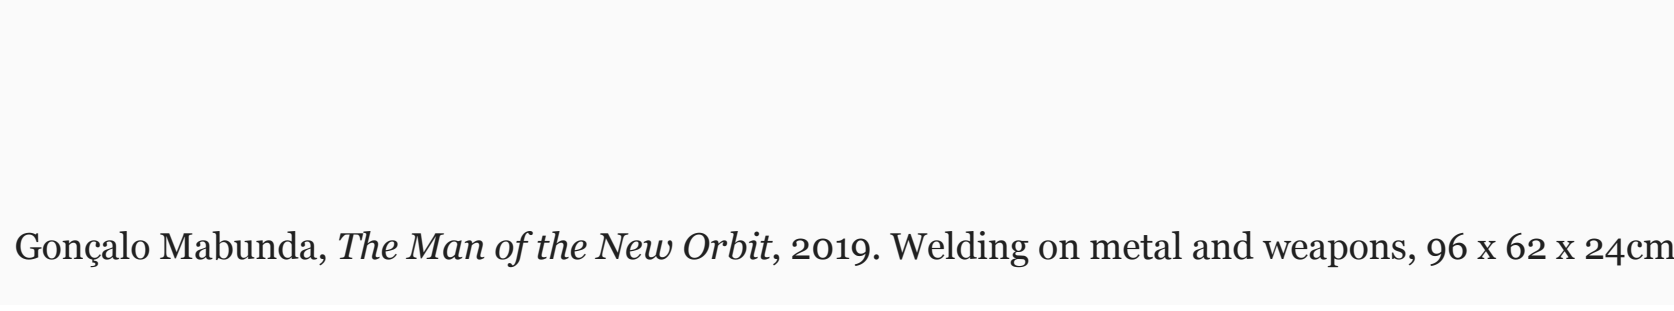 Gonçalo Mabunda, The Man of the New Orbit, 2019. Welding on metal and weapons, 96 x 62 x 24cm